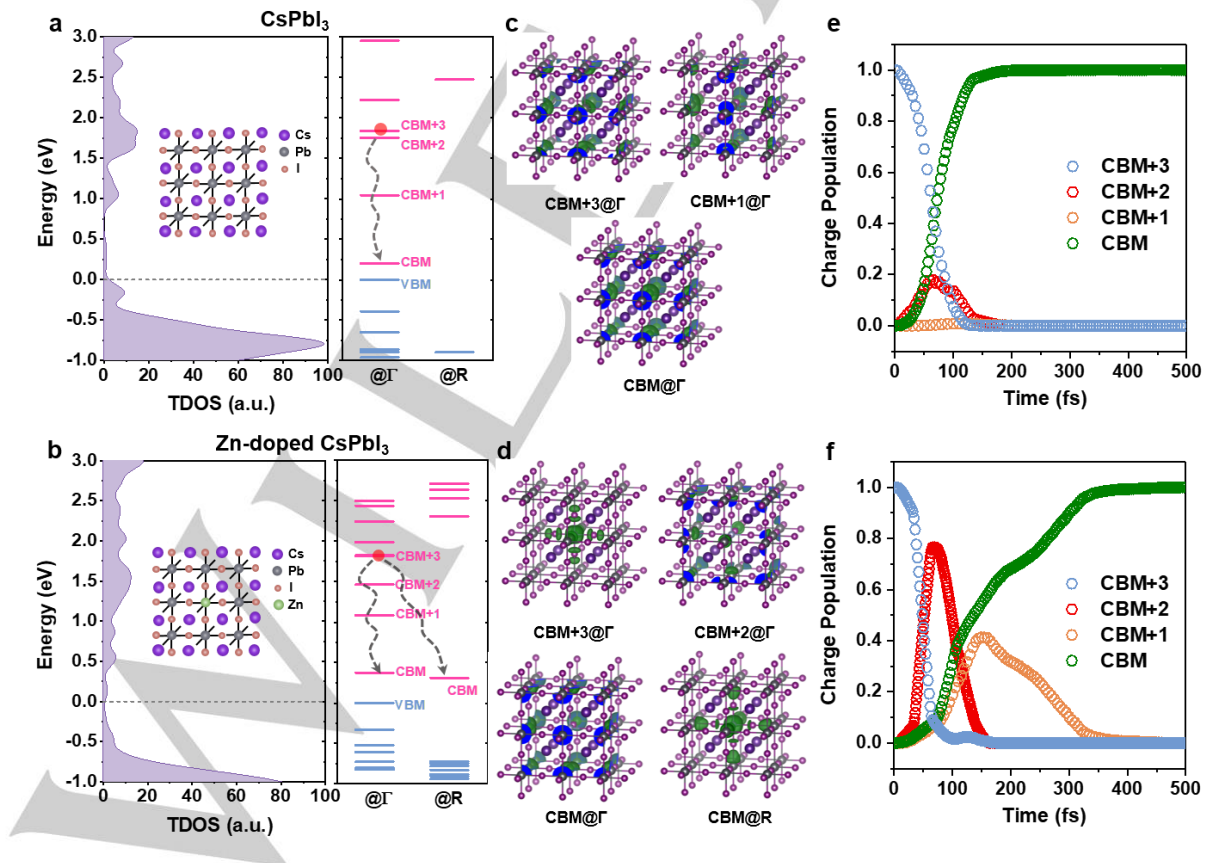 a
CsPbI3
Energy (eV)
3.0
2.5
2.0
1.5
1.0
0.5
0.0
-0.5
-1.0
Cs
Pb
I
0 20 40 60 80 100
TDOS (a.u.)
CBM+3
CBM+2
CBM+1
CBM
VBM
@Γ
@R
c
CBM+3@Γ
CBM+1@Γ
CBM@Γ
e
Charge Population
1.0
0.8
0.6
0.4
0.2
0.0
CBM+3
CBM+2
CBM+1
CBM
0 100 200 300 400 500
Time (fs)
b
Zn-doped CsPbI3
Energy (eV)
3.0
2.5
2.0
1.5
1.0
0.5
0.0
-0.5
-1.0
Cs
Pb
I
Zn
0 20 40 60 80 100
TDOS (a.u.)
CBM+3
CBM+2
CBM+1
CBM
CBM
VBM
@Γ
@R
d
CBM+3@Γ
CBM+2@Γ
CBM@Γ
CBM@R
f
Charge Population
1.0
0.8
0.6
0.4
0.2
0.0
CBM+3
CBM+2
CBM+1
CBM
0 100 200 300 400 500
Time (fs)